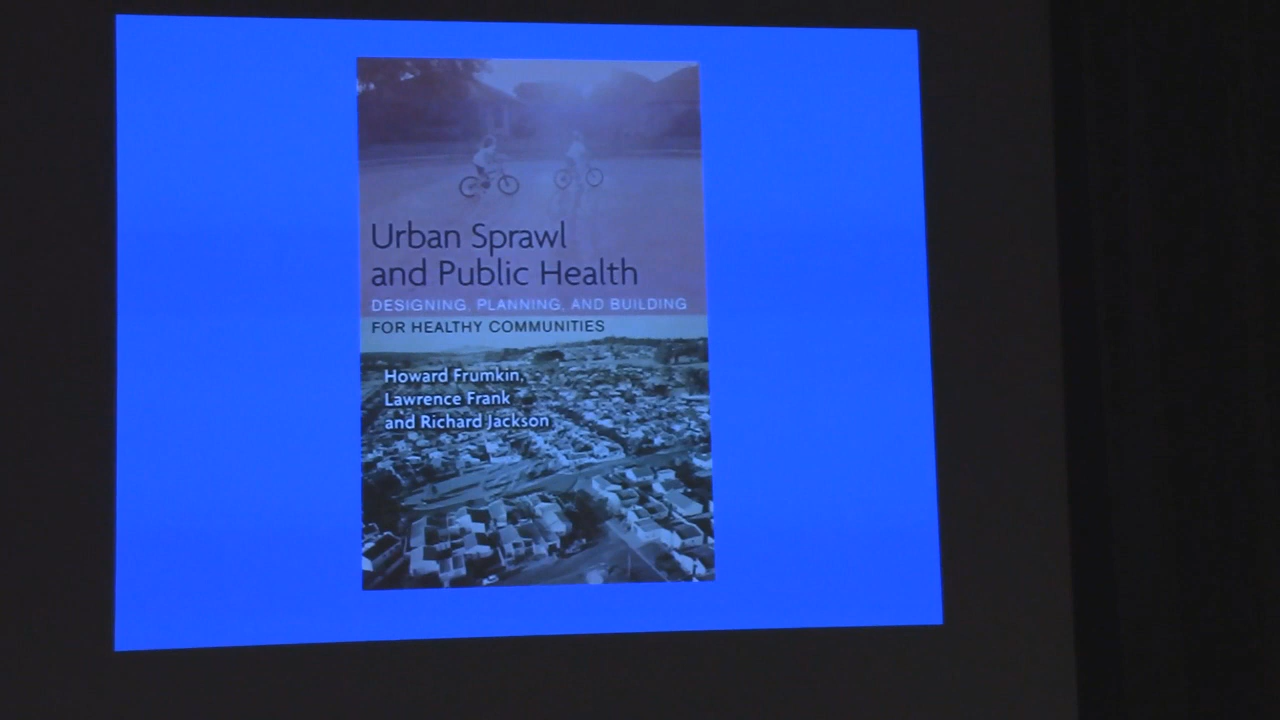 Urban Sprawl
and Public Health
DESIGNING, PLANNING, AND BUILDING
FOR HEALTHY COMMUNITIES
Howard Frumkin,
Lawrence Frank
and Richard Jackson